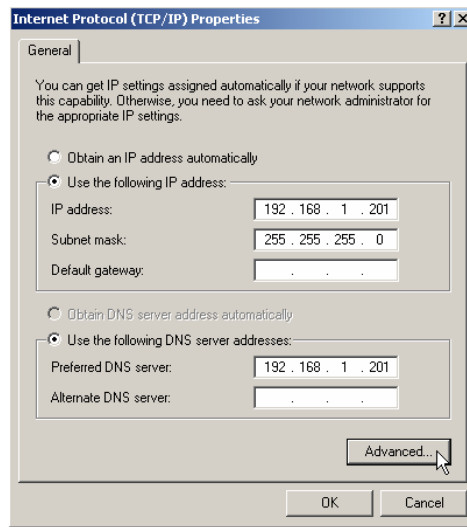 Internet Protocol (TCP/IP) Properties
General
You can get IP settings assigned automatically if your network supports
this capability. Otherwise, you need to ask your network administrator for
the appropriate IP settings.
Obtain an IP address automatically
Use the following IP address:
IP address: 192 . 168 . 1 . 201
Subnet mask: 255 . 255 . 255 . 0
Default gateway: . . .
Obtain DNS server address automatically
Use the following DNS server addresses:
Preferred DNS server: 192 . 168 . 1 . 201
Alternate DNS server: . . .
Advanced...
OK Cancel